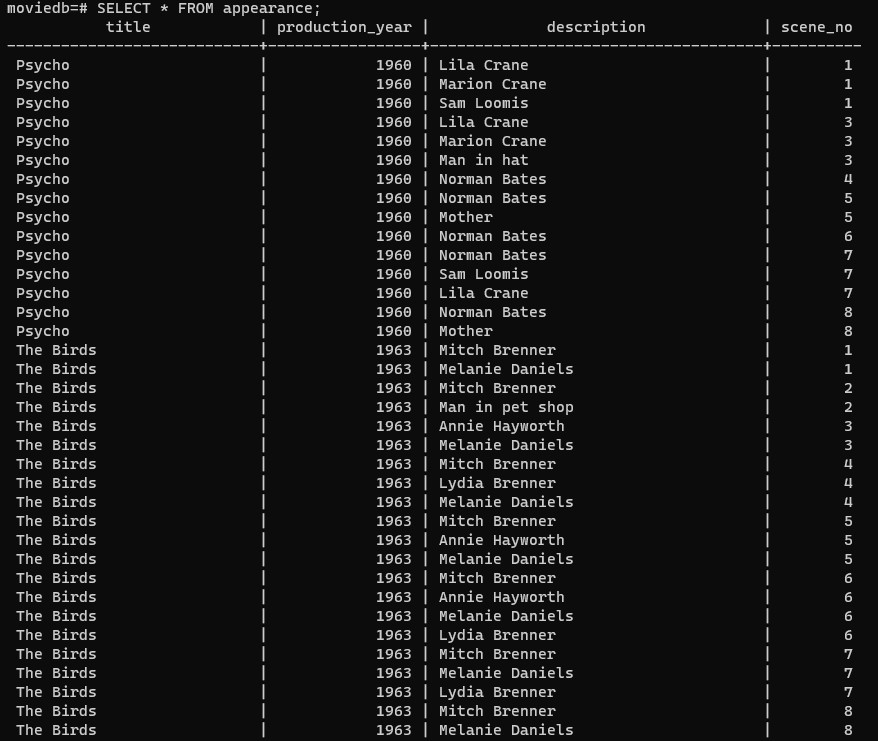 moviedb=# SELECT * FROM appearance;
           title            | production_year |             description             | scene_no
----------------------------+-----------------+-------------------------------------+----------
 Psycho                     |            1960 | Lila Crane                          |        1
 Psycho                     |            1960 | Marion Crane                        |        1
 Psycho                     |            1960 | Sam Loomis                          |        1
 Psycho                     |            1960 | Lila Crane                          |        3
 Psycho                     |            1960 | Marion Crane                        |        3
 Psycho                     |            1960 | Man in hat                          |        3
 Psycho                     |            1960 | Norman Bates                        |        4
 Psycho                     |            1960 | Norman Bates                        |        5
 Psycho                     |            1960 | Mother                              |        5
 Psycho                     |            1960 | Norman Bates                        |        6
 Psycho                     |            1960 | Norman Bates                        |        7
 Psycho                     |            1960 | Sam Loomis                          |        7
 Psycho                     |            1960 | Lila Crane                          |        7
 Psycho                     |            1960 | Norman Bates                        |        8
 Psycho                     |            1960 | Mother                              |        8
 The Birds                  |            1963 | Mitch Brenner                       |        1
 The Birds                  |            1963 | Melanie Daniels                     |        1
 The Birds                  |            1963 | Mitch Brenner                       |        2
 The Birds                  |            1963 | Man in pet shop                     |        2
 The Birds                  |            1963 | Annie Hayworth                      |        3
 The Birds                  |            1963 | Melanie Daniels                     |        3
 The Birds                  |            1963 | Mitch Brenner                       |        4
 The Birds                  |            1963 | Lydia Brenner                       |        4
 The Birds                  |            1963 | Melanie Daniels                     |        4
 The Birds                  |            1963 | Mitch Brenner                       |        5
 The Birds                  |            1963 | Annie Hayworth                      |        5
 The Birds                  |            1963 | Melanie Daniels                     |        5
 The Birds                  |            1963 | Mitch Brenner                       |        6
 The Birds                  |            1963 | Annie Hayworth                      |        6
 The Birds                  |            1963 | Melanie Daniels                     |        6
 The Birds                  |            1963 | Lydia Brenner                       |        6
 The Birds                  |            1963 | Mitch Brenner                       |        7
 The Birds                  |            1963 | Melanie Daniels                     |        7
 The Birds                  |            1963 | Lydia Brenner                       |        7
 The Birds                  |            1963 | Mitch Brenner                       |        8
 The Birds                  |            1963 | Melanie Daniels                     |        8